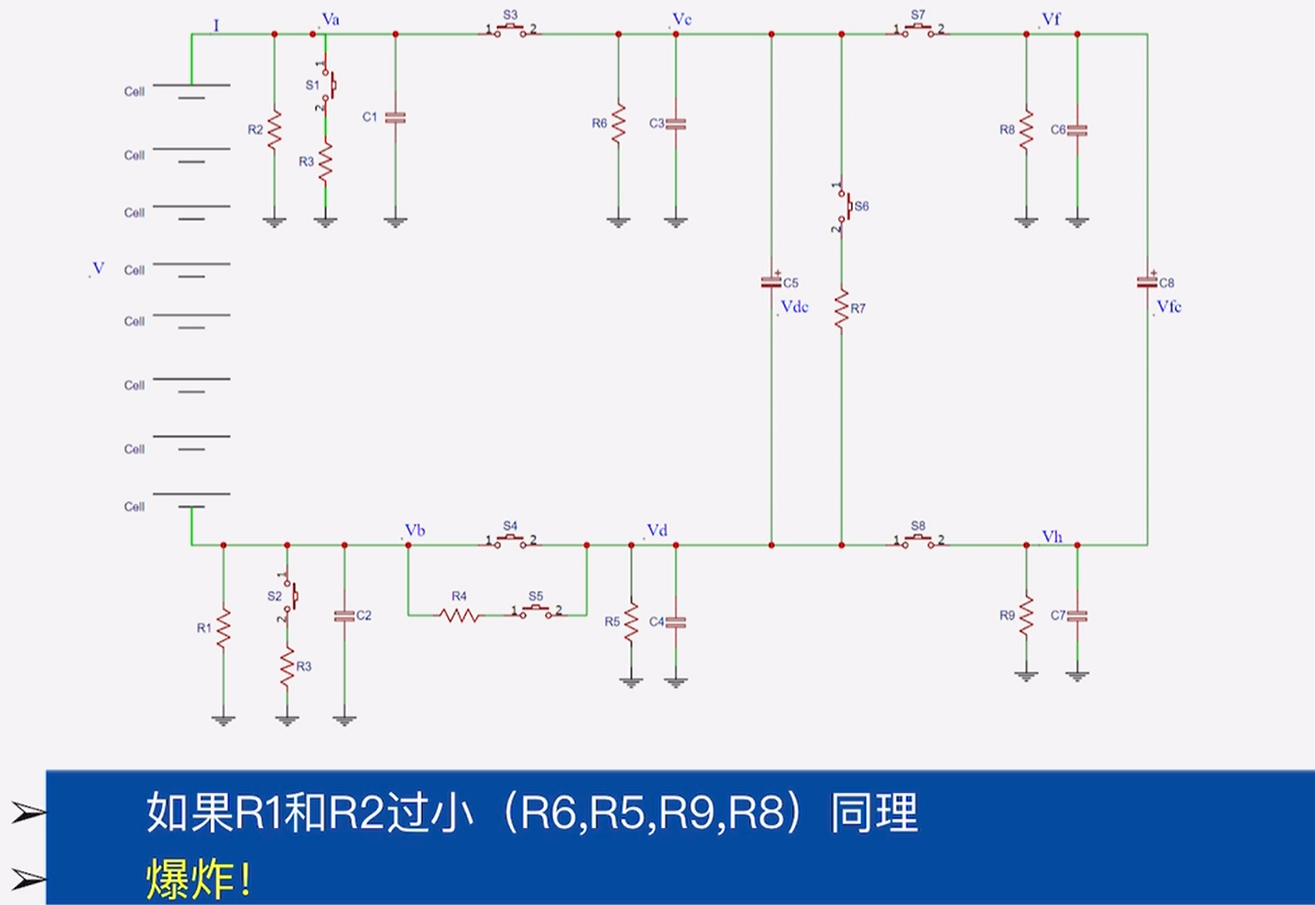 I
Va
S3
Vc
S7
Vf
1
2
1
2
Cell
S1
1
2
R2
C1
R3
R6
C3
R8
C6
Cell
Cell
1
S6
2
V
Cell
C5
Vdc
R7
C8
Vfc
Cell
Cell
Cell
Cell
Vb
S4
Vd
S8
Vh
1
2
1
2
S2
1
2
R4
S5
1
2
R1
C2
R3
R5
C4
R9
C7
+
+
如果R1和R2过小（R6,R5,R9,R8）同理
爆炸！